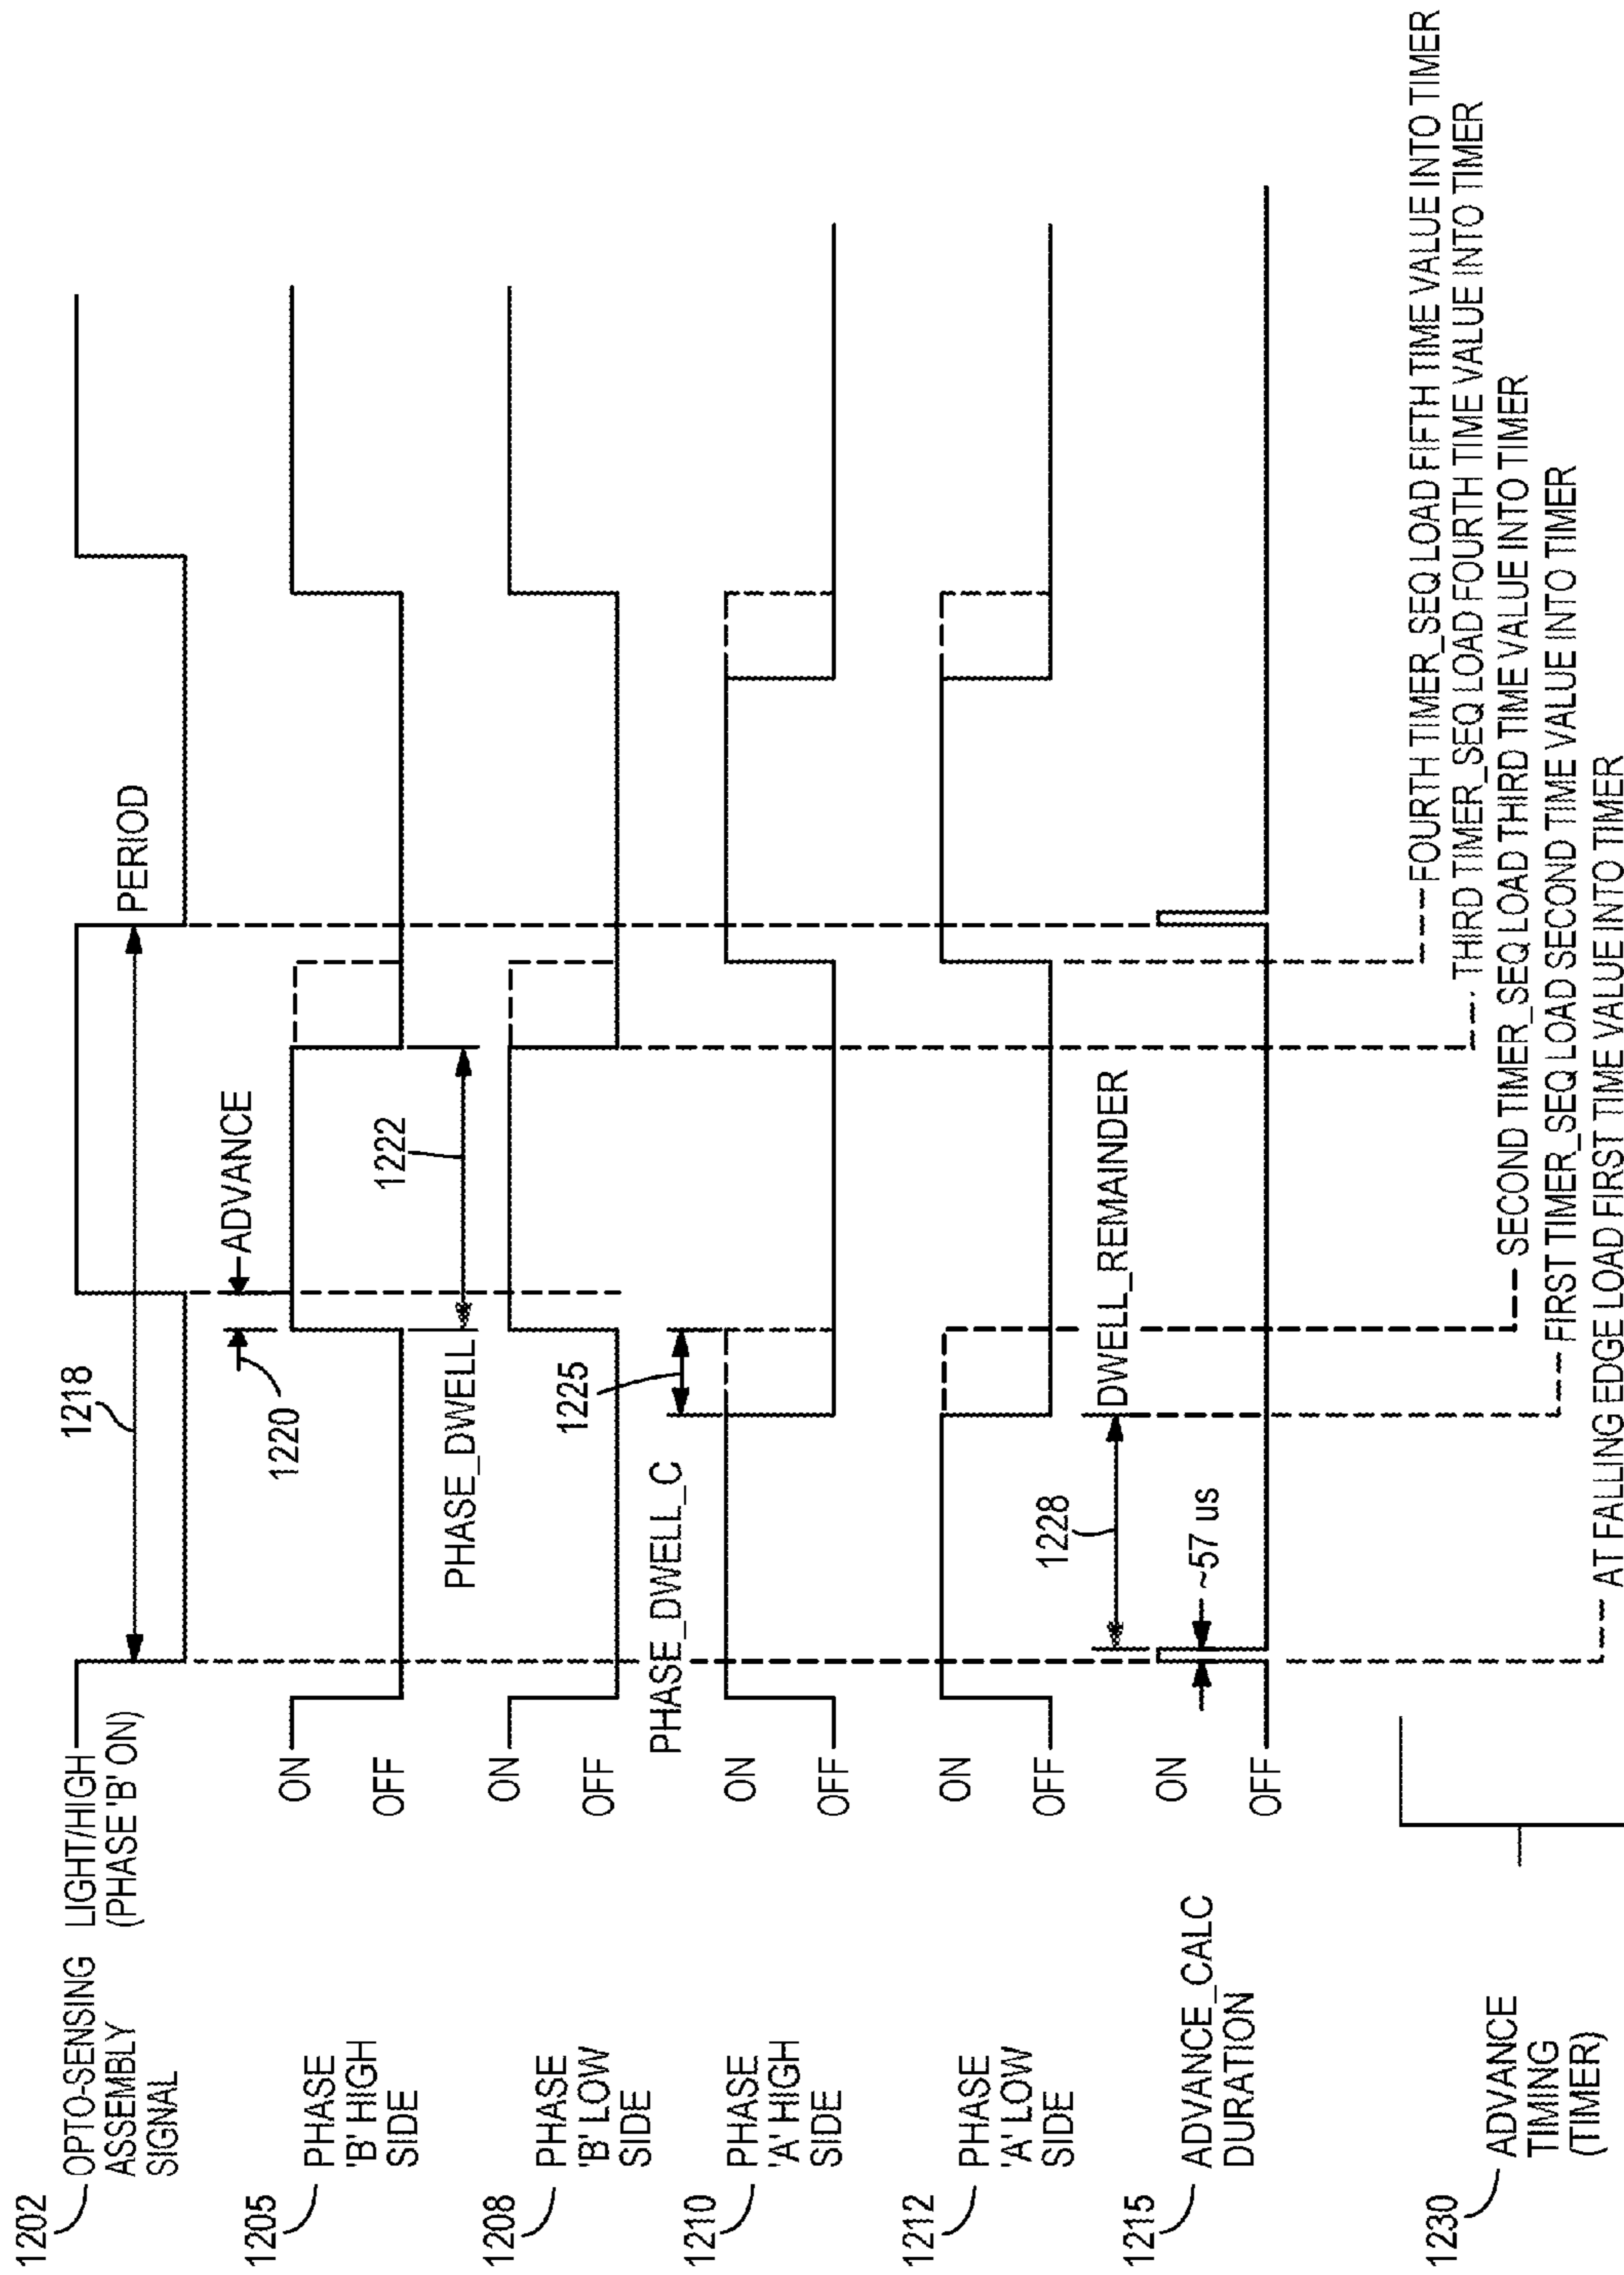 1202
OPTO-SENSING
ASSEMBLY
SIGNAL
LIGHT/HIGH
(PHASE 'B' ON)
1218
PERIOD
1220
ADVANCE
1205
PHASE
'B' HIGH
SIDE
ON
OFF
PHASE_DWELL
1222
1208
PHASE
'B' LOW
SIDE
ON
OFF
PHASE_DWELL_C
1225
1210
PHASE
'A' HIGH
SIDE
ON
OFF
1212
PHASE
'A' LOW
SIDE
ON
OFF
1228
DWELL_REMAINDER
1215
ADVANCE_CALC
DURATION
ON
OFF
~57 us
1230
ADVANCE
TIMING
(TIMER)
FOURTH TIMER_SEQ LOAD FIFTH TIME VALUE INTO TIMER
THIRD TIMER_SEQ LOAD FOURTH TIME VALUE INTO TIMER
SECOND TIMER_SEQ LOAD THIRD TIME VALUE INTO TIMER
FIRST TIMER_SEQ LOAD SECOND TIME VALUE INTO TIMER
AT FALLING EDGE LOAD FIRST TIME VALUE INTO TIMER